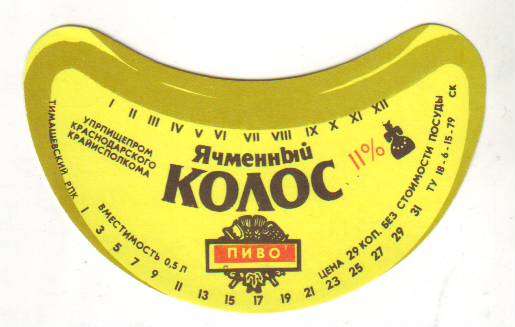 I II III IV V VI VII VIII IX X XI XII
УПРПИЩЕПРОМ
КРАСНОДАРСКОГО
КРАЙИСПОЛКОМА
ТИМАШЕВСКИЙ РПК
Ячменный
КОЛОС
11%
ПИВО
ВМЕСТИМОСТЬ 0,5 Л
ЦЕНА 29 КОП. БЕЗ СТОИМОСТИ ПОСУДЫ
ТУ 18-6-15-79 СК
1 3 5 7 9 11 13 15 17 19 21 23 25 27 29 31